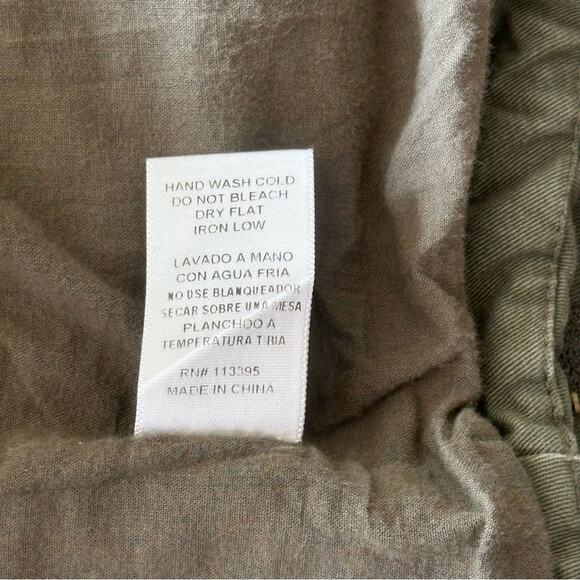 HAND WASH COLD
DO NOT BLEACH
DRY FLAT
IRON LOW
LAVADO A MANO
CON AGUA FRIA
NO USE BLANQUEADOR
SECAR SOBRE UNA MESA
PLANCHDO A
TEMPERATURA TIBIA
RN# 113395
MADE IN CHINA